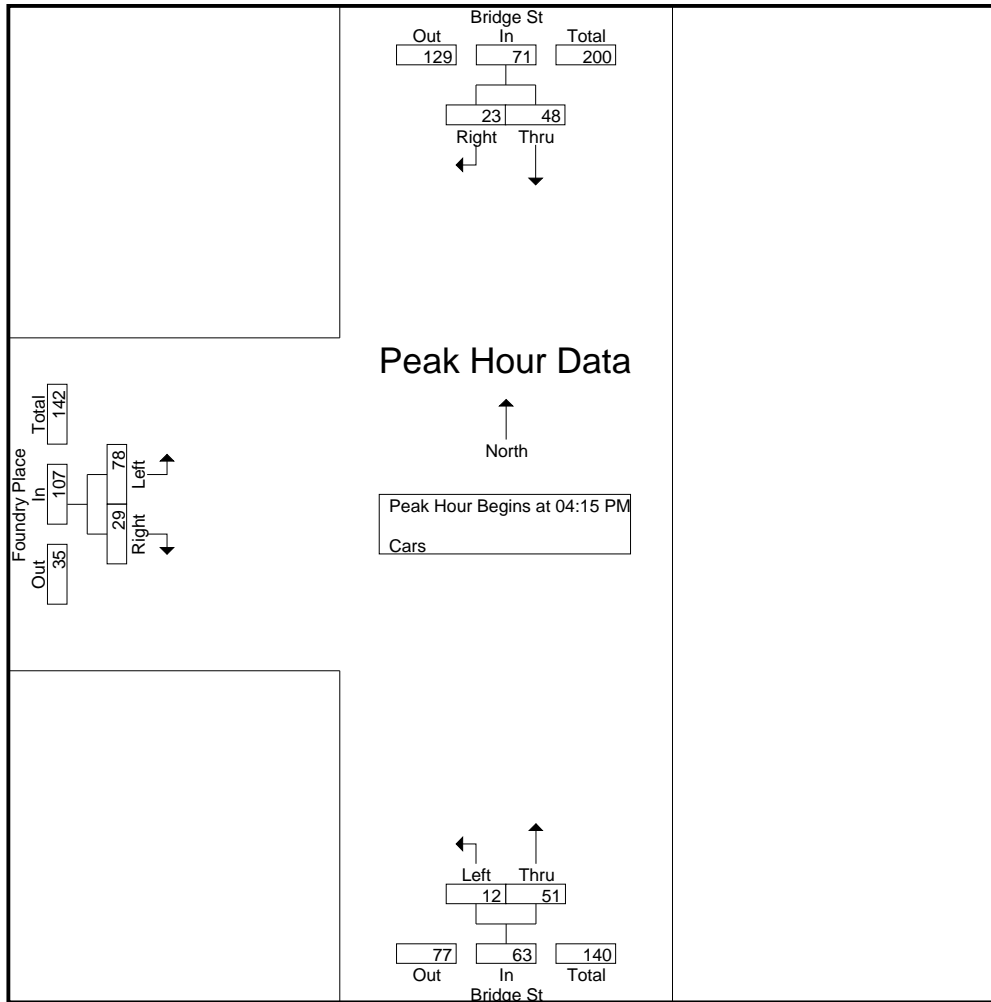 Bridge St
Out In Total
129 71 200
23 48
Right Thru
Peak Hour Data
North
Peak Hour Begins at 04:15 PM
Cars
Foundry Place
Total In Out
142 107 35
78 29
Left Right
Left Thru
12 51
77 63 140
Out In Total
Bridge St